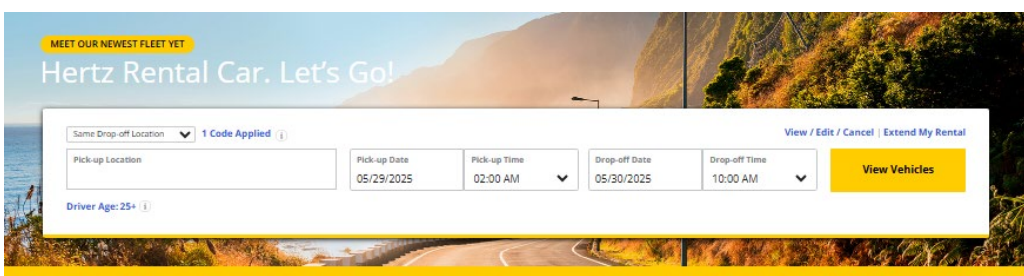 MEET OUR NEWEST FLEET YET
Hertz Rental Car. Let's Go!
Same Drop-off Location 1 Code Applied i View / Edit / Cancel | Extend My Rental
Pick-up Location Pick-up Date Pick-up Time Drop-off Date Drop-off Time
05/29/2025 02:00 AM 05/30/2025 10:00 AM View Vehicles
Driver Age: 25+ i